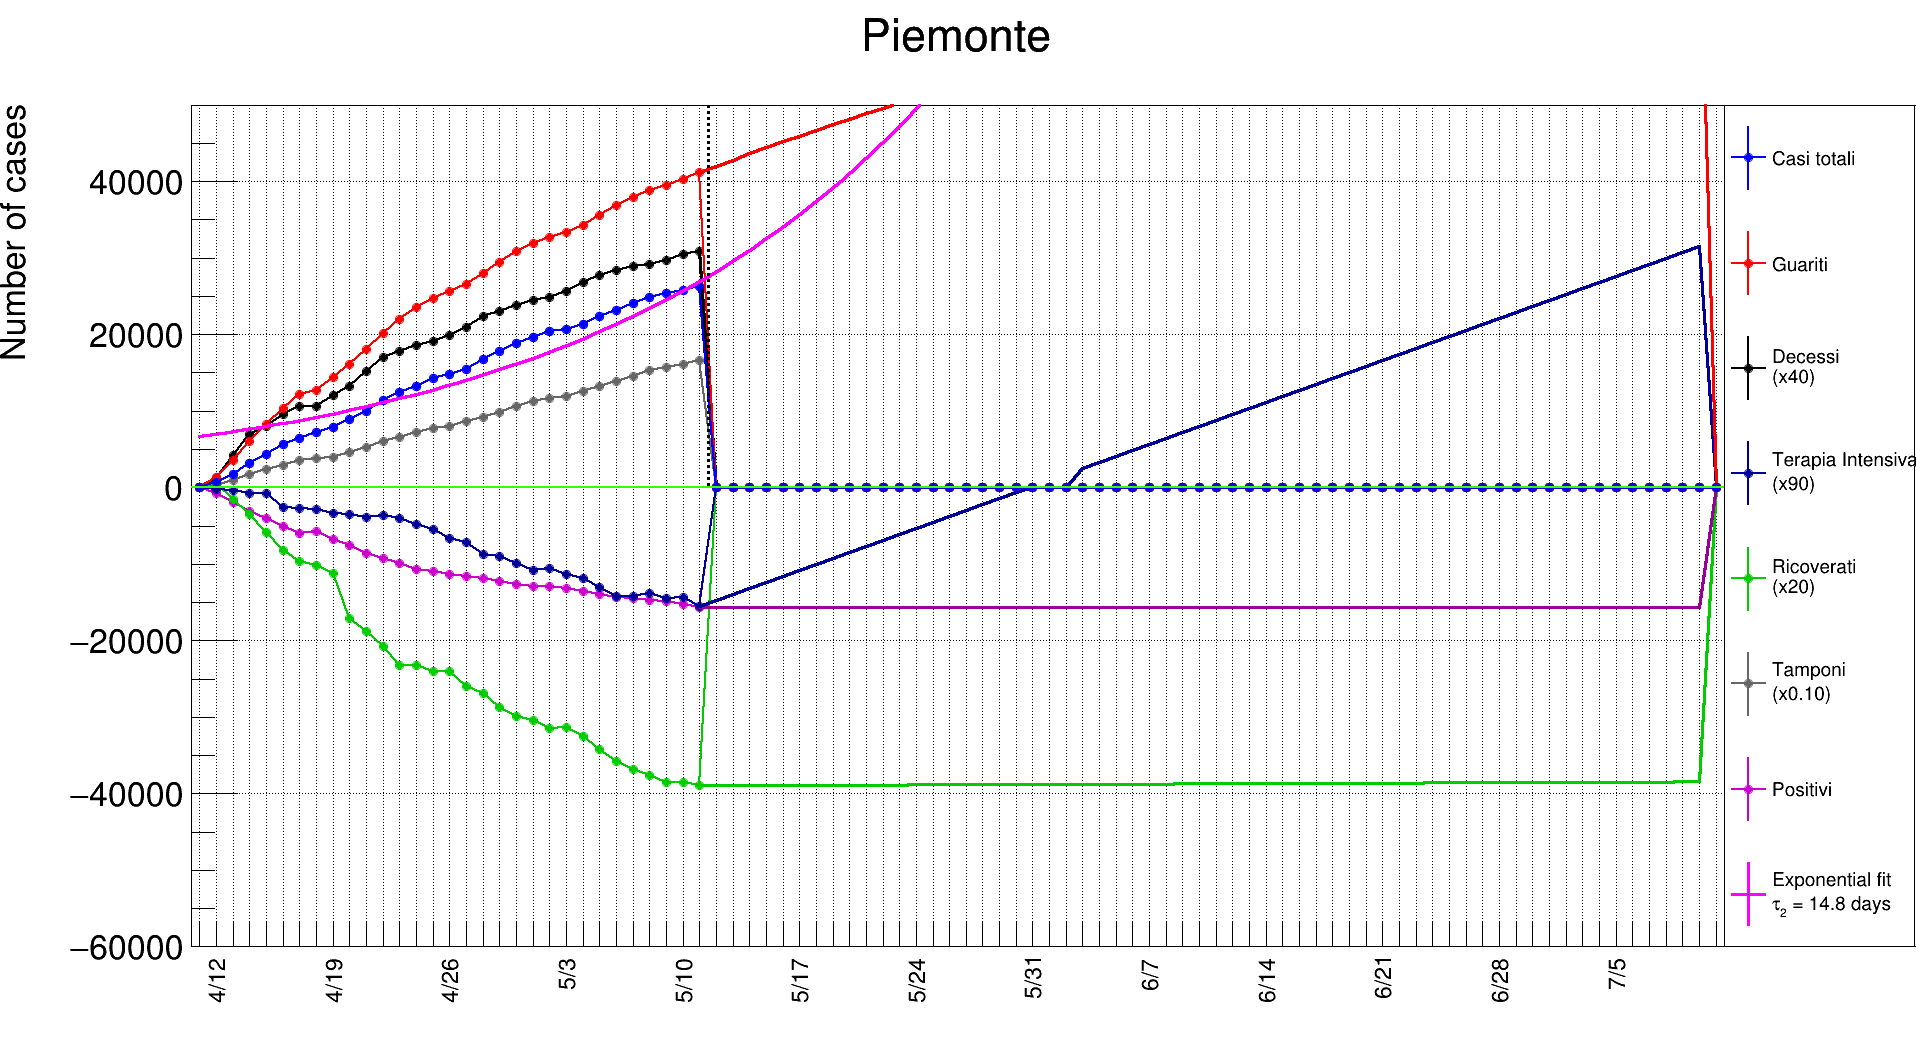 Piemonte
Number of cases
40000
20000
0
−20000
−40000
−60000
4/12
4/19
4/26
5/3
5/10
5/17
5/24
5/31
6/7
6/14
6/21
6/28
7/5
Casi totali
Guariti
Decessi
(x40)
Terapia Intensiva
(x90)
Ricoverati
(x20)
Tamponi
(x0.10)
Positivi
Exponential fit
τ₂ = 14.8 days